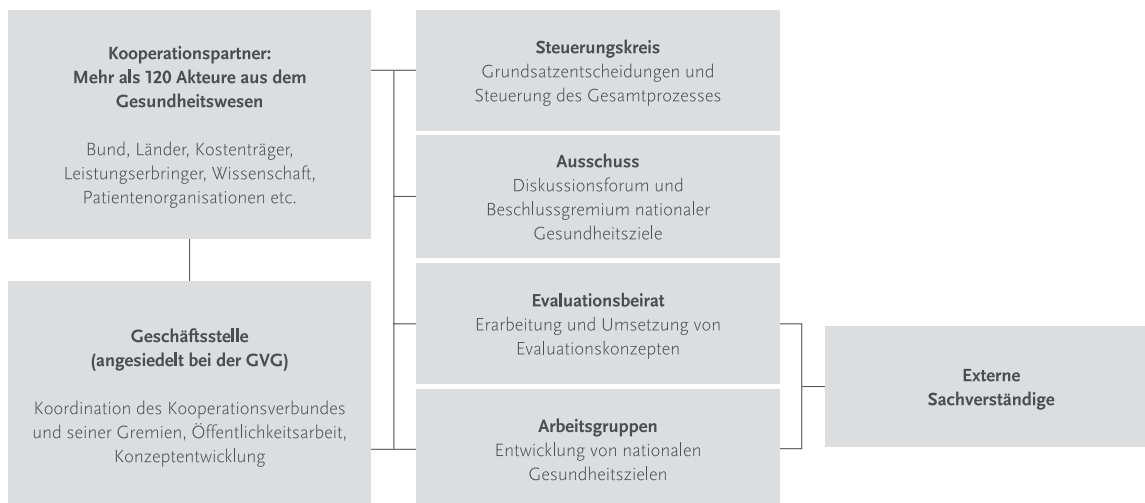 Kooperationspartner:
Mehr als 120 Akteure aus dem
Gesundheitswesen
Bund, Länder, Kostenträger,
Leistungserbringer, Wissenschaft,
Patientenorganisationen etc.
Geschäftsstelle
(angesiedelt bei der GVG)
Koordination des Kooperationsverbundes
und seiner Gremien, Öffentlichkeitsarbeit,
Konzeptentwicklung
Steuerungskreis
Grundsatzentscheidungen und
Steuerung des Gesamtprozesses
Ausschuss
Diskussionsforum und
Beschlussgremium nationaler
Gesundheitsziele
Evaluationsbeirat
Erarbeitung und Umsetzung von
Evaluationskonzepten
Arbeitsgruppen
Entwicklung von nationalen
Gesundheitszielen
Externe
Sachverständige